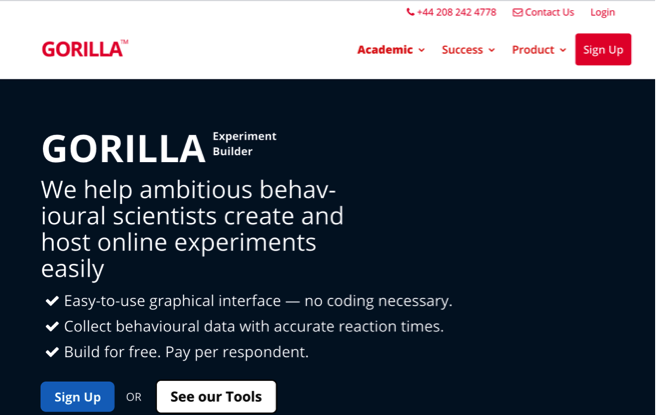 +44 208 242 4778 Contact Us Login
GORILLA™ Academic Success Product Sign Up
GORILLA Experiment
Builder
We help ambitious behav-
ioural scientists create and
host online experiments
easily
Easy-to-use graphical interface — no coding necessary.
Collect behavioural data with accurate reaction times.
Build for free. Pay per respondent.
Sign Up OR See our Tools